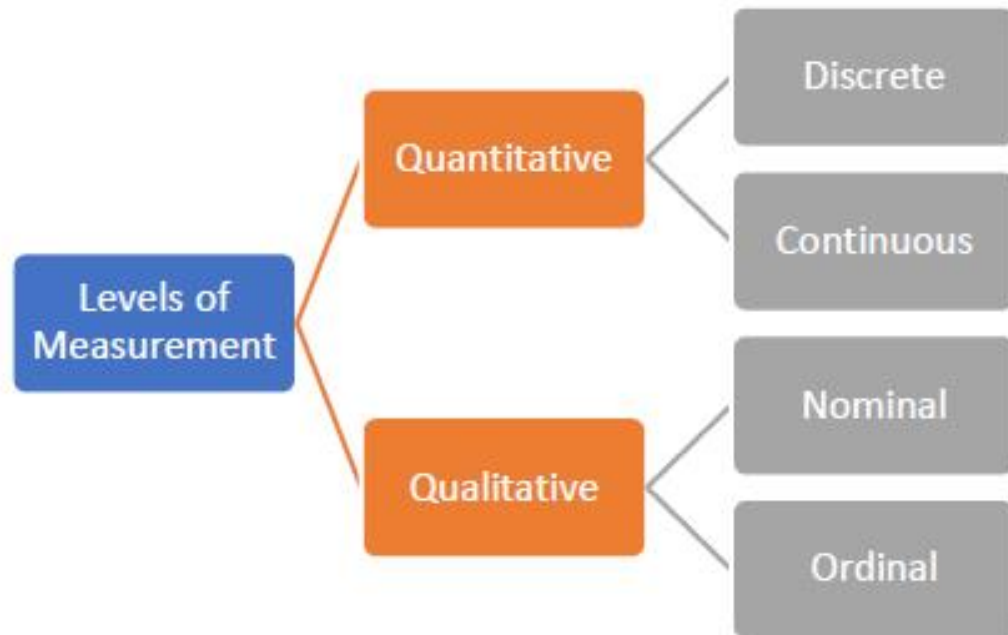 Levels of
Measurement
Quantitative
Discrete
Continuous
Qualitative
Nominal
Ordinal